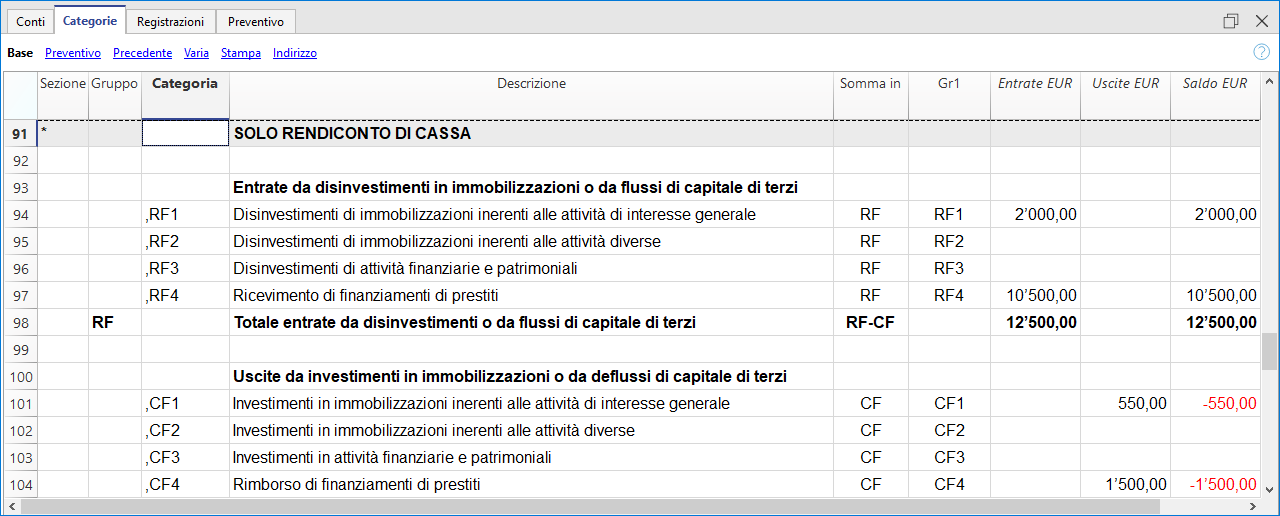 Conti Categorie Registrazioni Preventivo
Base Preventivo Precedente Varia Stampa Indirizzo ?
Sezione Gruppo Categoria Descrizione Somma in Gr1 Entrate EUR Uscite EUR Saldo EUR
91 * SOLO RENDICONTO DI CASSA
92
93 Entrate da disinvestimenti in immobilizzazioni o da flussi di capitale di terzi
94 ,RF1 Disinvestimenti di immobilizzazioni inerenti alle attività di interesse generale RF RF1 2’000,00 2’000,00
95 ,RF2 Disinvestimenti di immobilizzazioni inerenti alle attività diverse RF RF2
96 ,RF3 Disinvestimenti di attività finanziarie e patrimoniali RF RF3
97 ,RF4 Ricevimento di finanziamenti di prestiti RF RF4 10’500,00 10’500,00
98 RF Totale entrate da disinvestimenti o da flussi di capitale di terzi RF-CF 12’500,00 12’500,00
99
100 Uscite da investimenti in immobilizzazioni o da deflussi di capitale di terzi
101 ,CF1 Investimenti in immobilizzazioni inerenti alle attività di interesse generale CF CF1 550,00 -550,00
102 ,CF2 Investimenti in immobilizzazioni inerenti alle attività diverse CF CF2
103 ,CF3 Investimenti in attività finanziarie e patrimoniali CF CF3
104 ,CF4 Rimborso di finanziamenti di prestiti CF CF4 1’500,00 -1’500,00